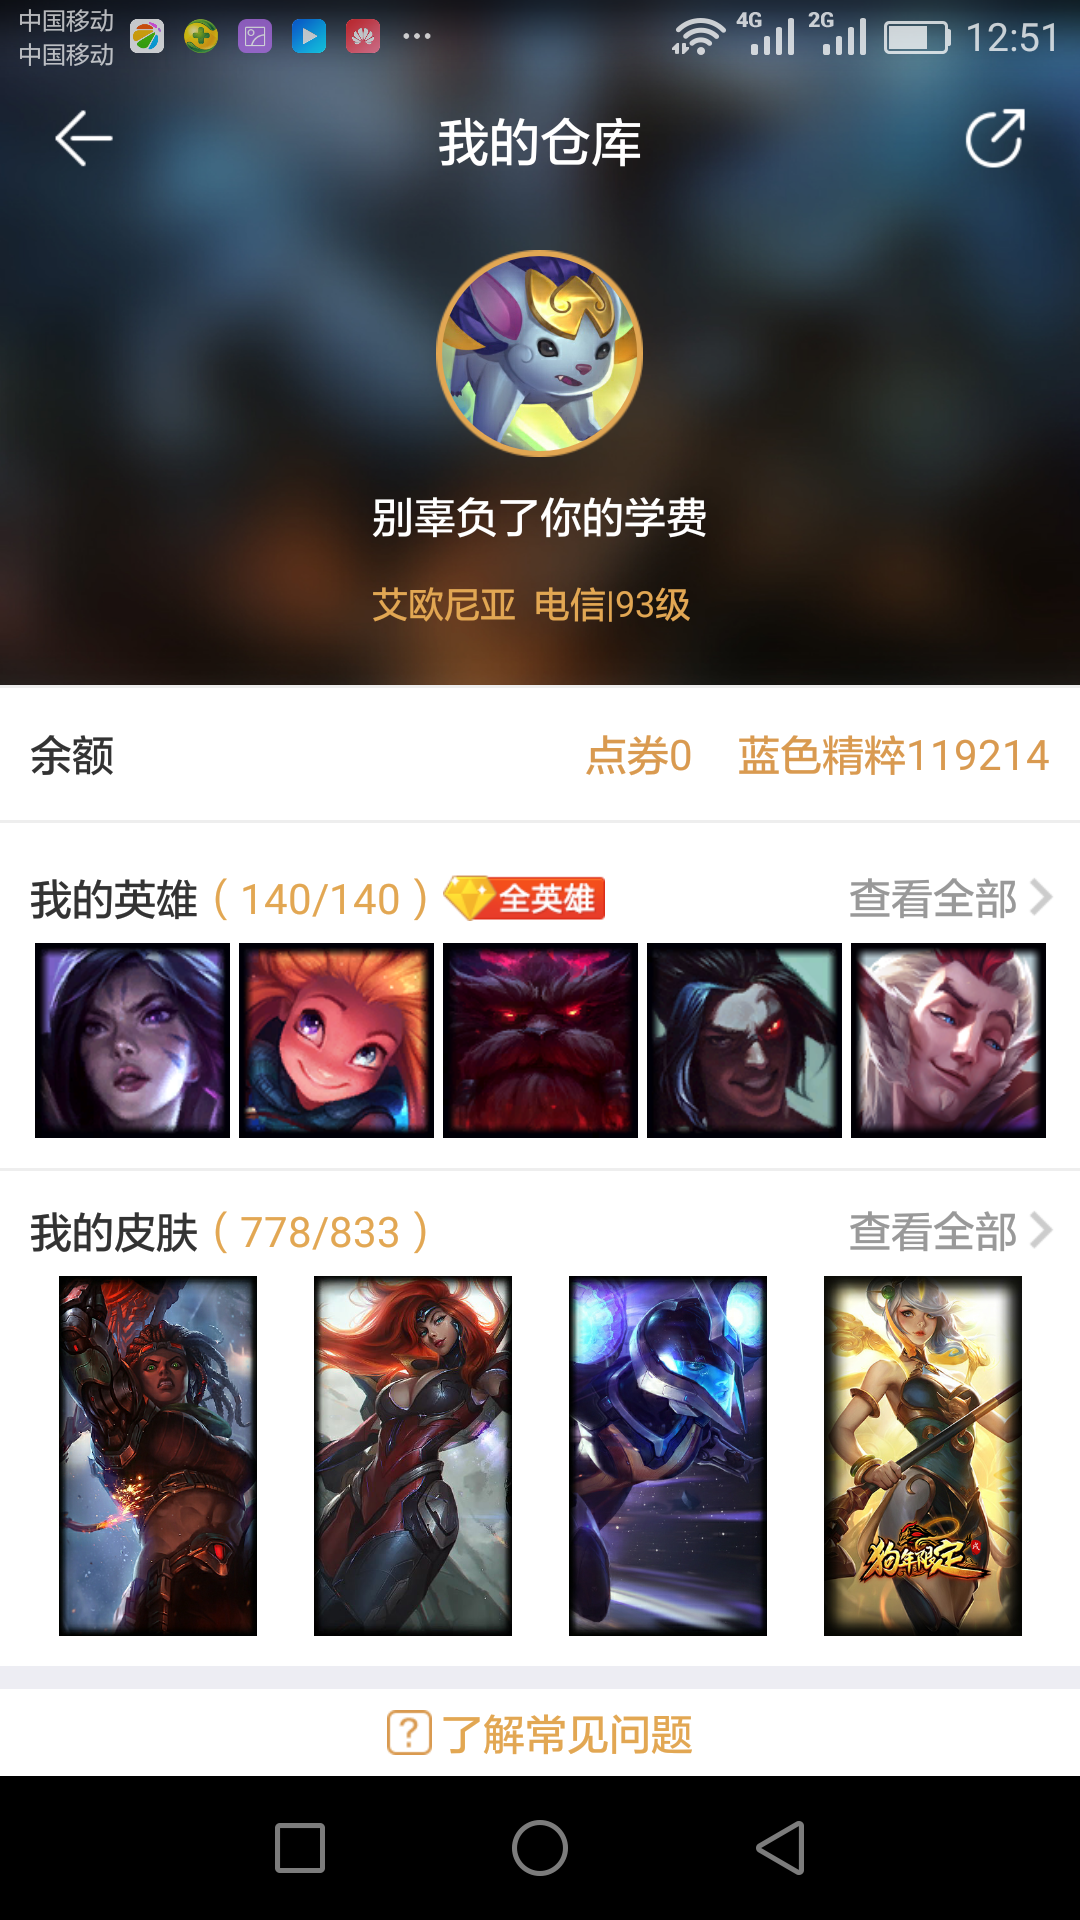 中国移动
中国移动
4G
2G
12:51
我的仓库
别辜负了你的学费
艾欧尼亚 电信|93级
余额
点券0 蓝色精粹119214
我的英雄（140/140）
全英雄
查看全部
我的皮肤（778/833）
查看全部
狗年限定
戌
?了解常见问题